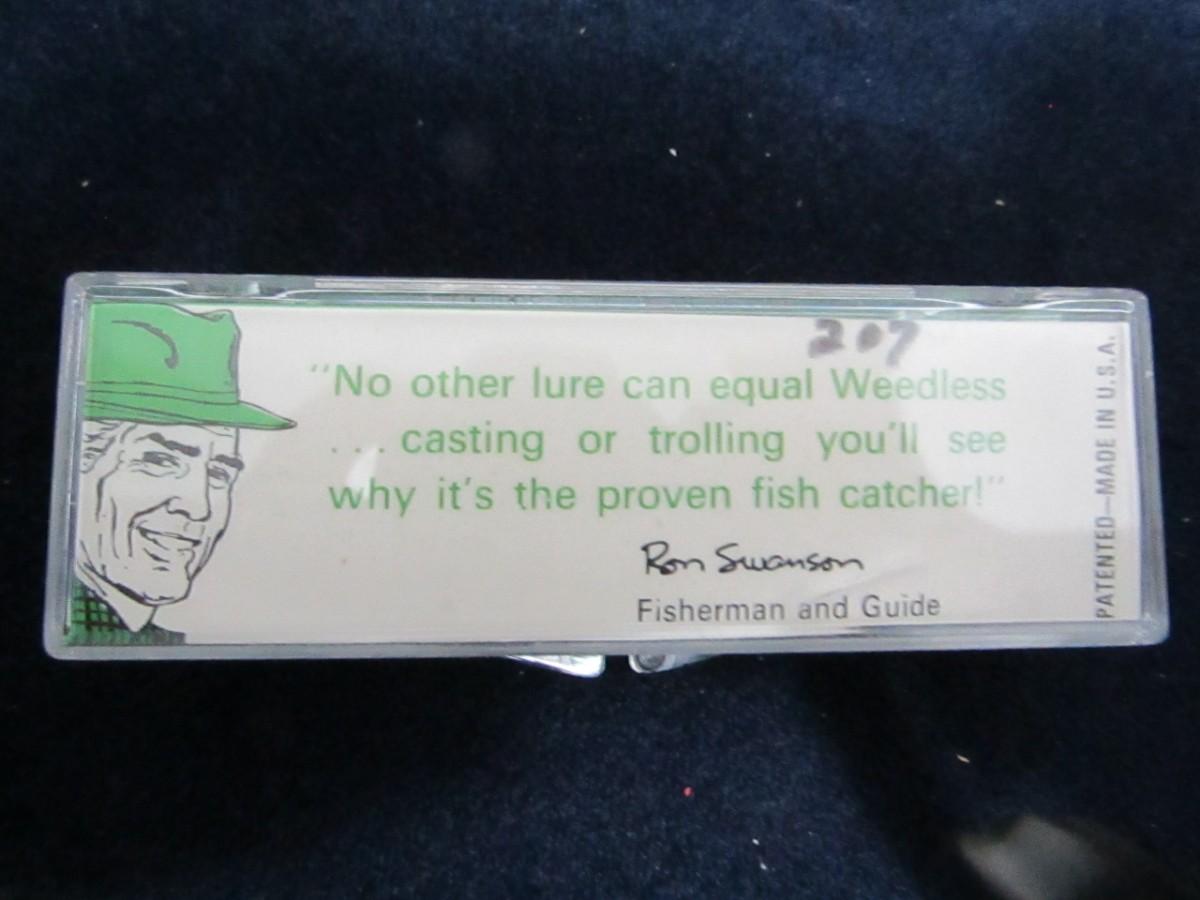 207
"No other lure can equal Weedless
... casting or trolling you'll see
why it's the proven fish catcher!"
Ron Swanson
Fisherman and Guide
PATENTED—MADE IN U.S.A.